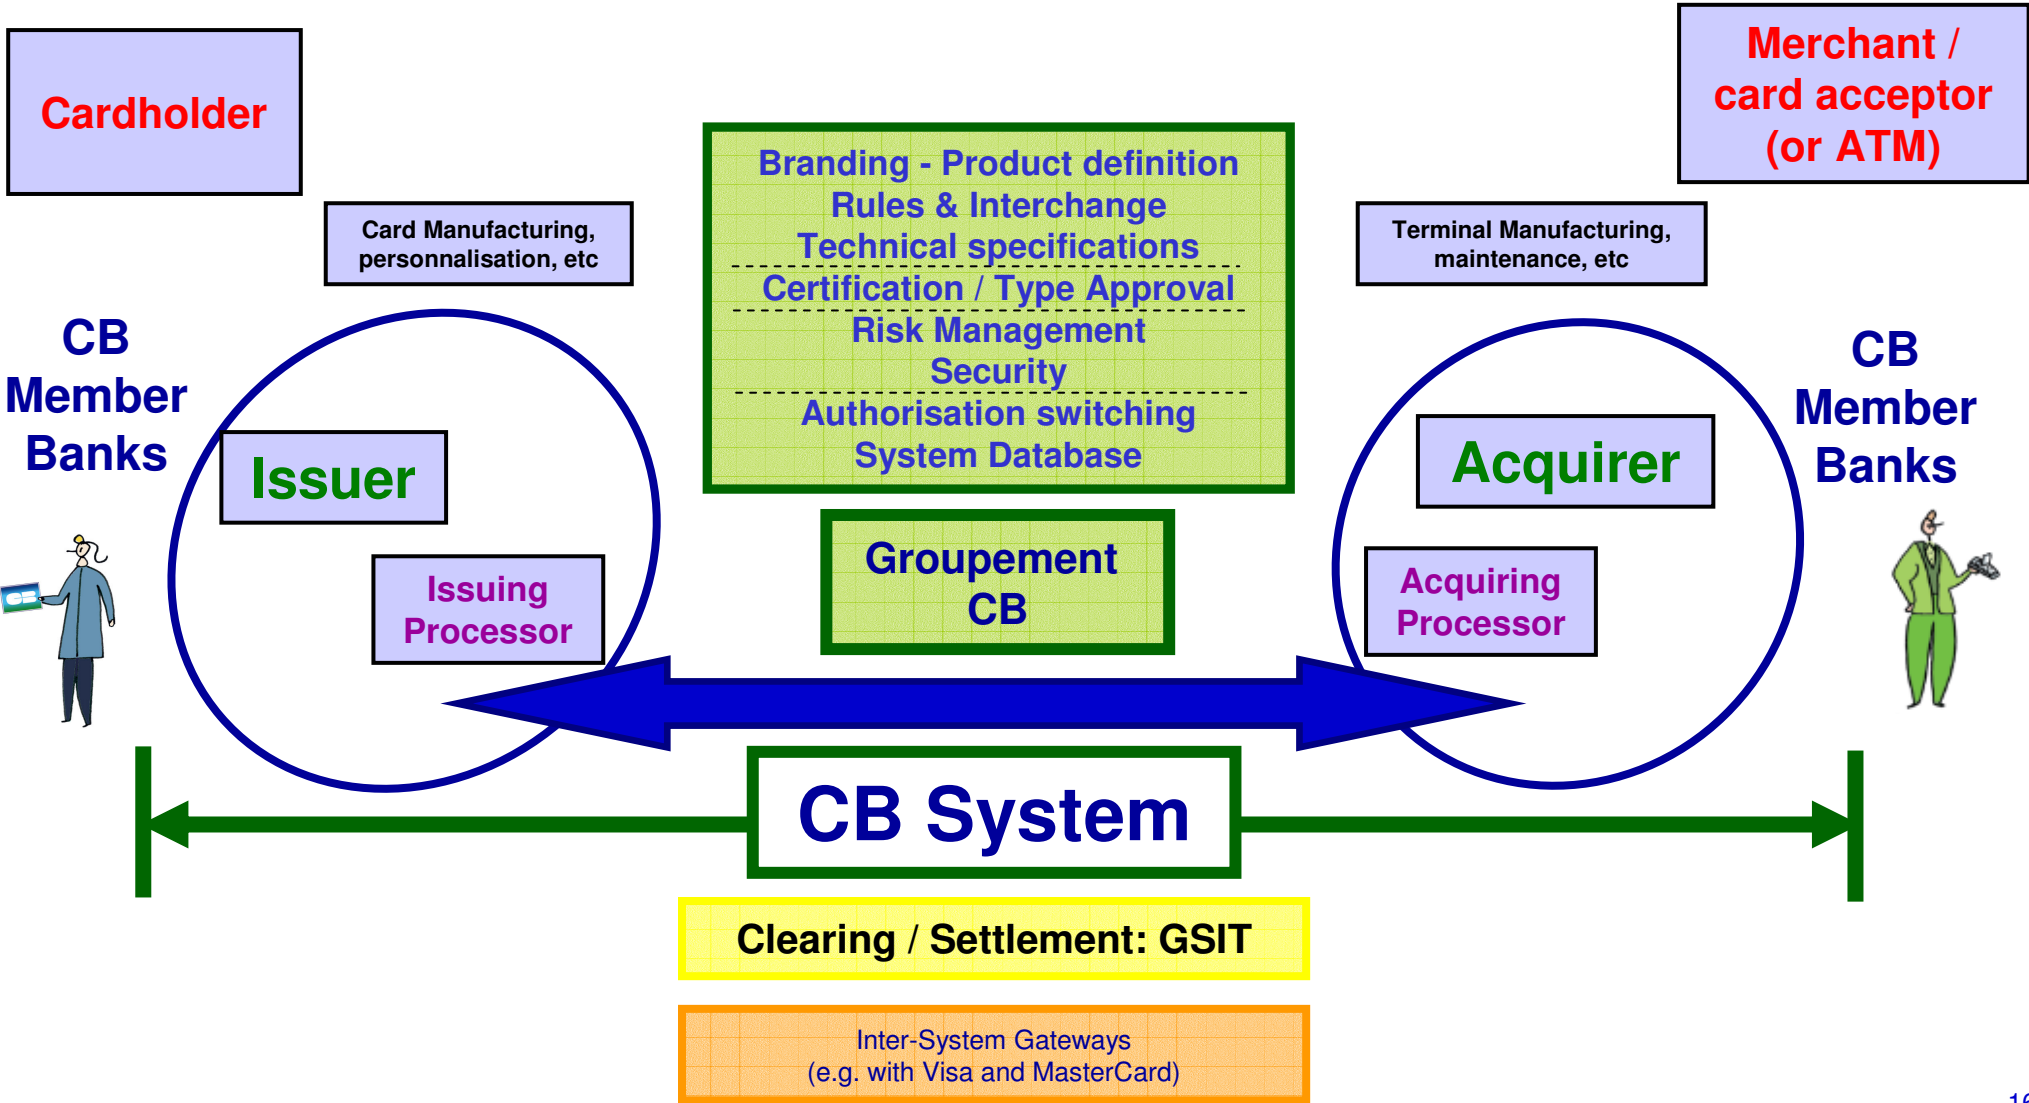 Cardholder
Merchant /
card acceptor
(or ATM)
Branding - Product definition
Rules & Interchange
Technical specifications
Certification / Type Approval
Risk Management
Security
Authorisation switching
System Database
Card Manufacturing,
personnalisation, etc
Terminal Manufacturing,
maintenance, etc
CB
Member
Banks
CB
Member
Banks
Issuer
Acquirer
Issuing
Processor
Groupement
CB
Acquiring
Processor
CB
CB System
Clearing / Settlement: GSIT
Inter-System Gateways
(e.g. with Visa and MasterCard)
16